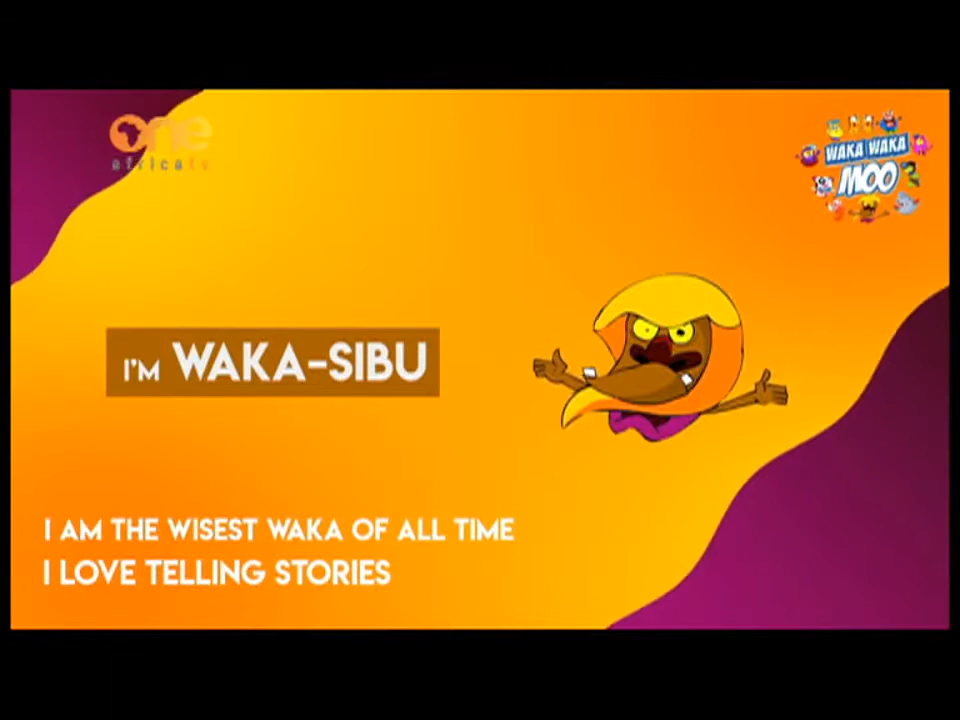 one
africa tv
WAKA WAKA
MOO
I'M WAKA-SIBU
I AM THE WISEST WAKA OF ALL TIME
I LOVE TELLING STORIES